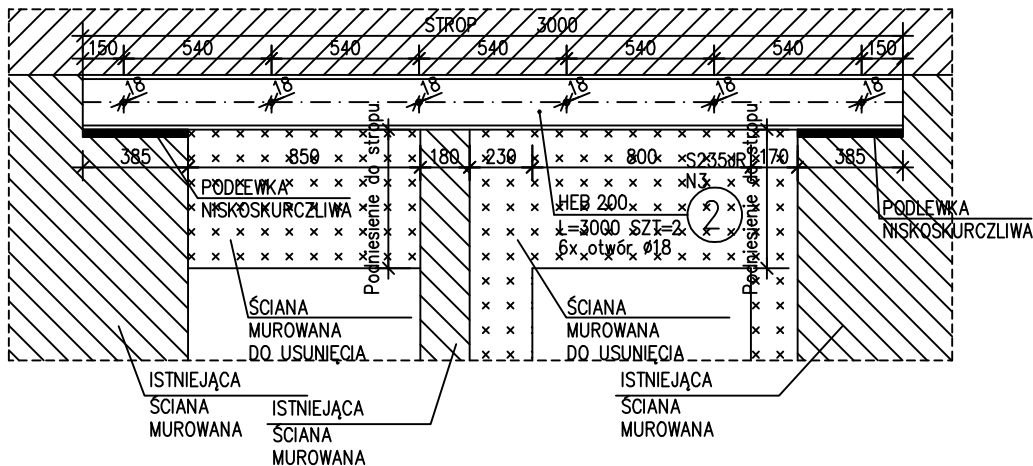 STROP 3000
150 540 540 540 540 540 150
18 18 18 18 18 18
385 850 180 230 800 170 385
Podniesienie do stropu
Podniesienie do stropu
S235JR
N3
PODLEWKA
NISKOSKURCZLIWA
HEB 200
L=3000 SZT=2
6x otwór ø18
2
PODLEWKA
NISKOSKURCZLIWA
ŚCIANA
MUROWANA
DO USUNIĘCIA
ŚCIANA
MUROWANA
DO USUNIĘCIA
ISTNIEJĄCA
ŚCIANA
MUROWANA
ISTNIEJĄCA
ŚCIANA
MUROWANA
ISTNIEJĄCA
ŚCIANA
MUROWANA